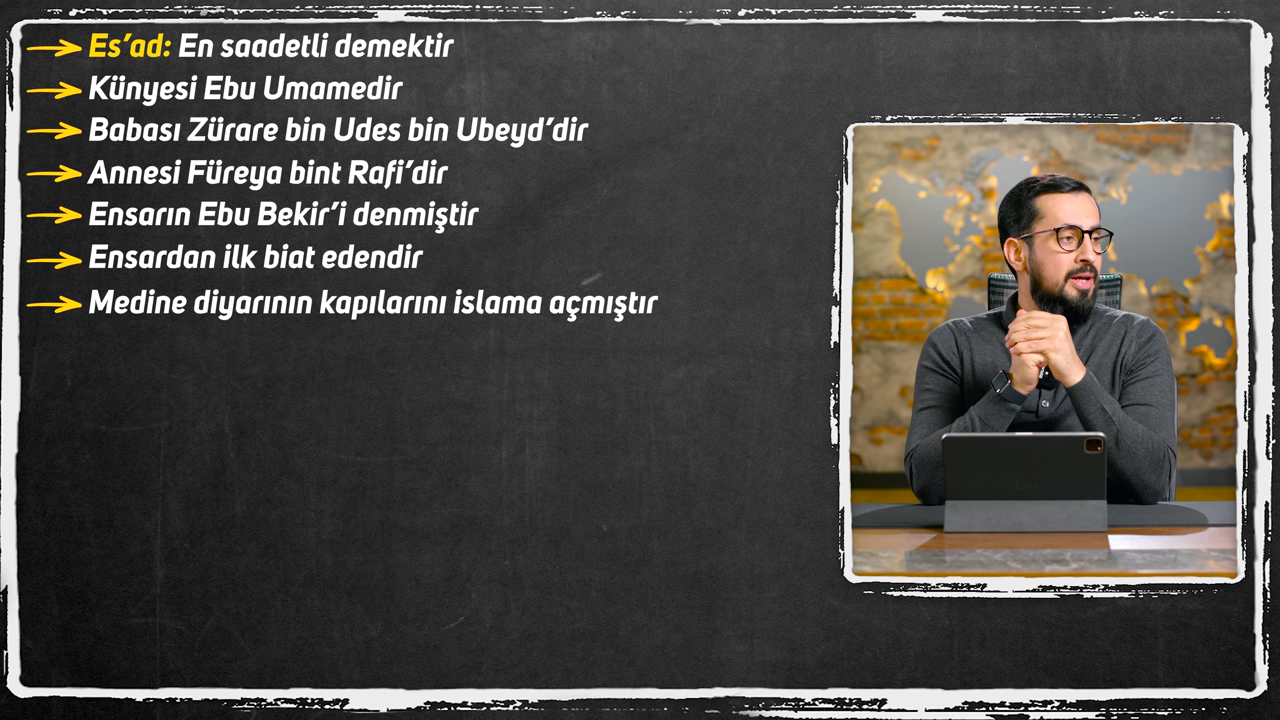 Es'ad: En saadetli demektir
Künyesi Ebu Umamedir
Babası Zürare bin Udes bin Ubeyd'dir
Annesi Füreya bint Rafi'dir
Ensarın Ebu Bekir'i denmiştir
Ensardan ilk biat edendir
Medine diyarının kapılarını islama açmıştır